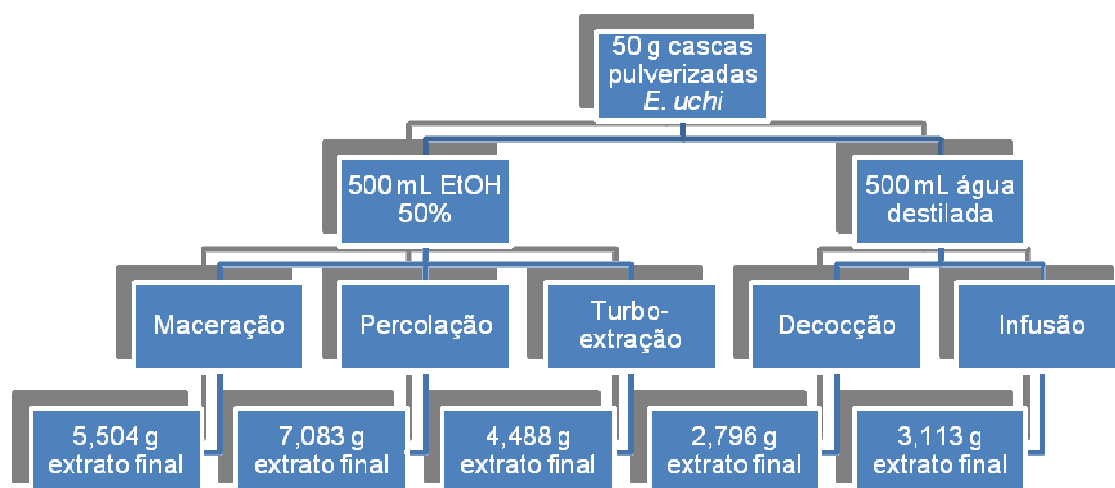 50 g cascas
pulverizadas
E. uchi
500 mL EtOH
50%
500 mL água
destilada
Maceração
Percolação
Turbo-
extração
Decocção
Infusão
5,504 g
extrato final
7,083 g
extrato final
4,488 g
extrato final
2,796 g
extrato final
3,113 g
extrato final